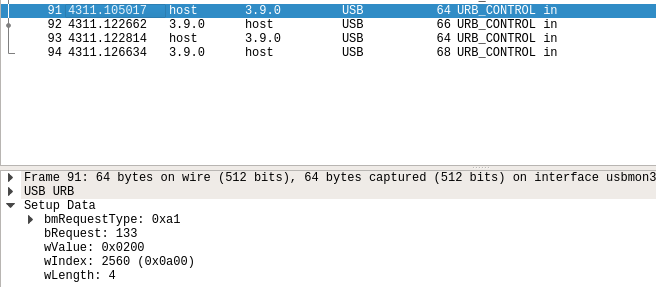 91 4311.105017 host 3.9.0 USB 64 URB_CONTROL in
92 4311.122662 3.9.0 host USB 66 URB_CONTROL in
93 4311.122814 host 3.9.0 USB 64 URB_CONTROL in
94 4311.126634 3.9.0 host USB 68 URB_CONTROL in
Frame 91: 64 bytes on wire (512 bits), 64 bytes captured (512 bits) on interface usbmon3
USB URB
Setup Data
bmRequestType: 0xa1
bRequest: 133
wValue: 0x0200
wIndex: 2560 (0x0a00)
wLength: 4